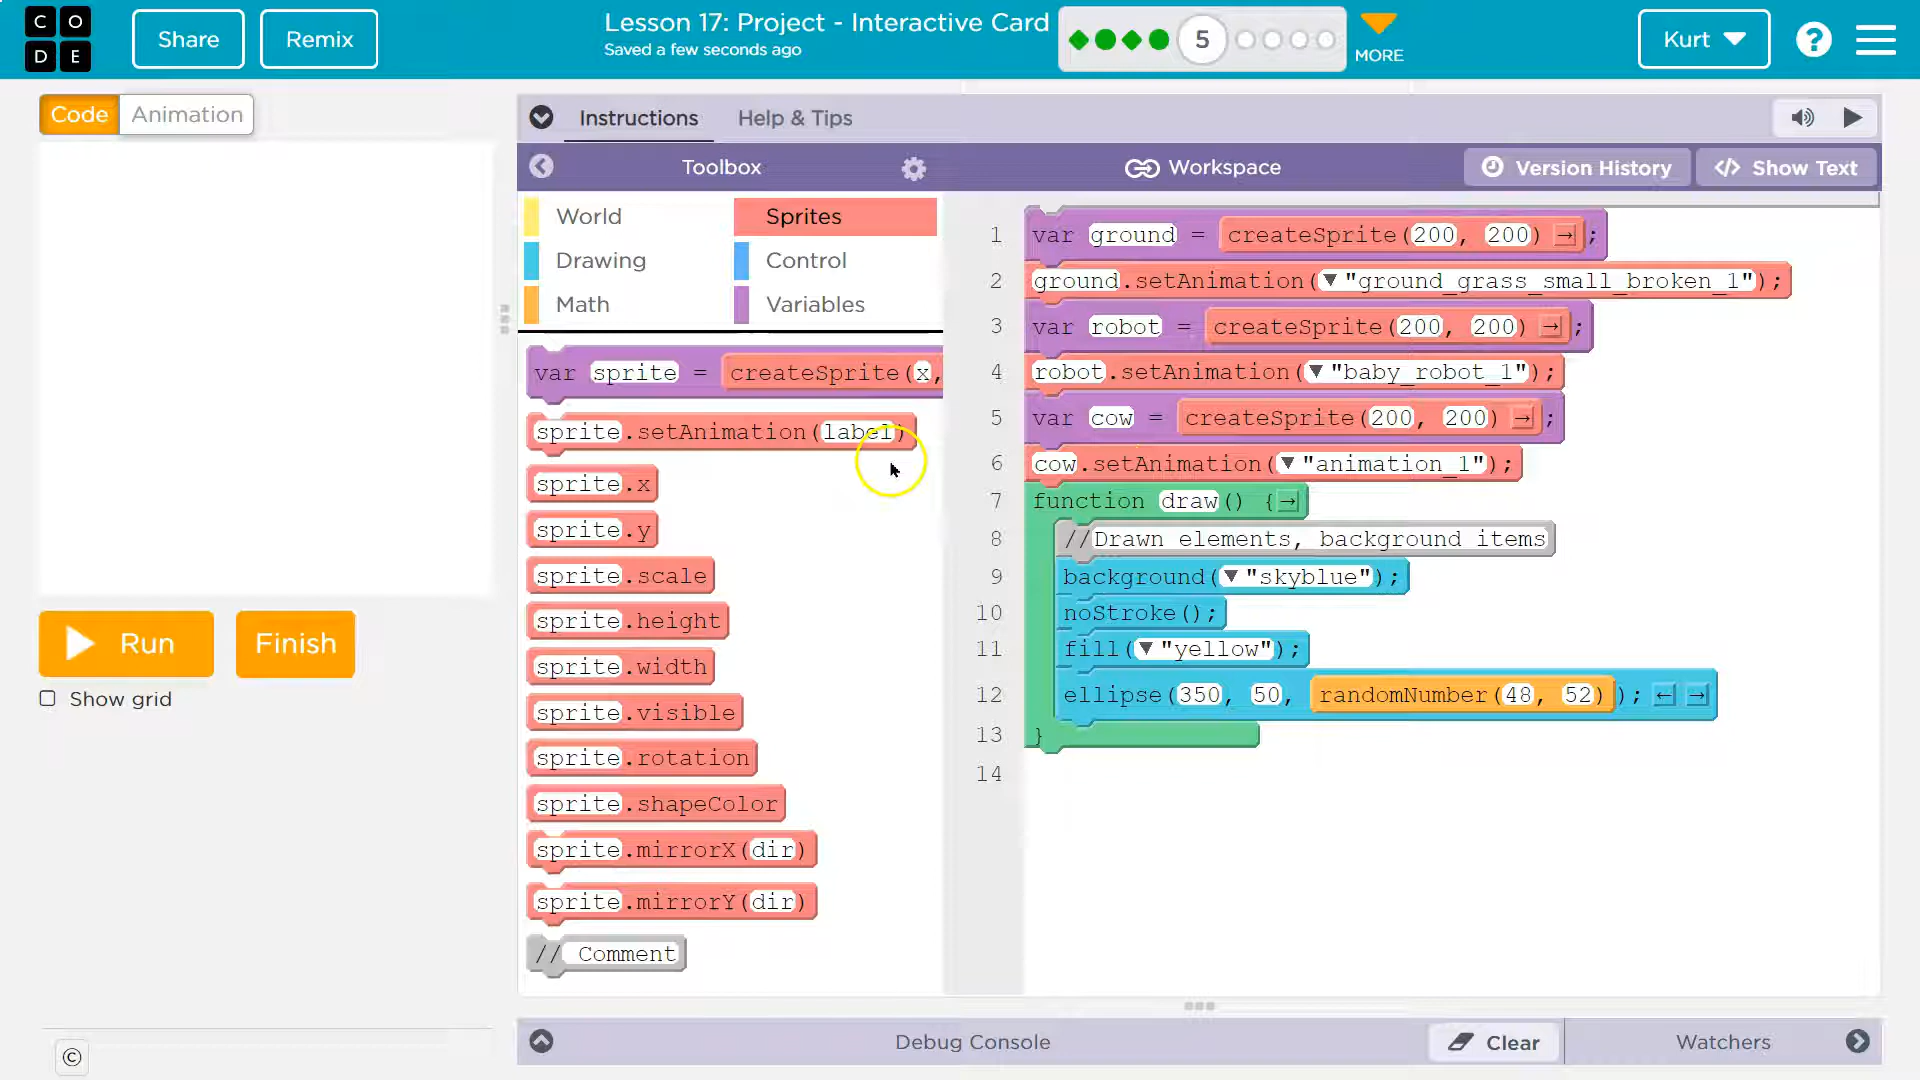 CO
DE
Share
Remix
Lesson 17: Project - Interactive Card
Saved a few seconds ago
5
MORE
Kurt
?
Code
Animation
Instructions
Help & Tips
Toolbox
Workspace
Version History
</> Show Text
World
Sprites
Drawing
Control
Math
Variables
var sprite = createSprite(x,
sprite.setAnimation(label)
sprite.x
sprite.y
sprite.scale
sprite.height
sprite.width
sprite.visible
sprite.rotation
sprite.shapeColor
sprite.mirrorX(dir)
sprite.mirrorY(dir)
// Comment
1 var ground = createSprite(200, 200) → ;
2 ground.setAnimation(▼"ground_grass_small_broken_1");
3 var robot = createSprite(200, 200) → ;
4 robot.setAnimation(▼"baby_robot_1");
5 var cow = createSprite(200, 200) → ;
6 cow.setAnimation(▼"animation_1");
7 function draw() {→
8 //Drawn elements, background items
9 background(▼"skyblue");
10 noStroke();
11 fill(▼"yellow");
12 ellipse(350, 50, randomNumber(48, 52)); ← →
13 }
14
Run
Finish
Show grid
©
Debug Console
Clear
Watchers